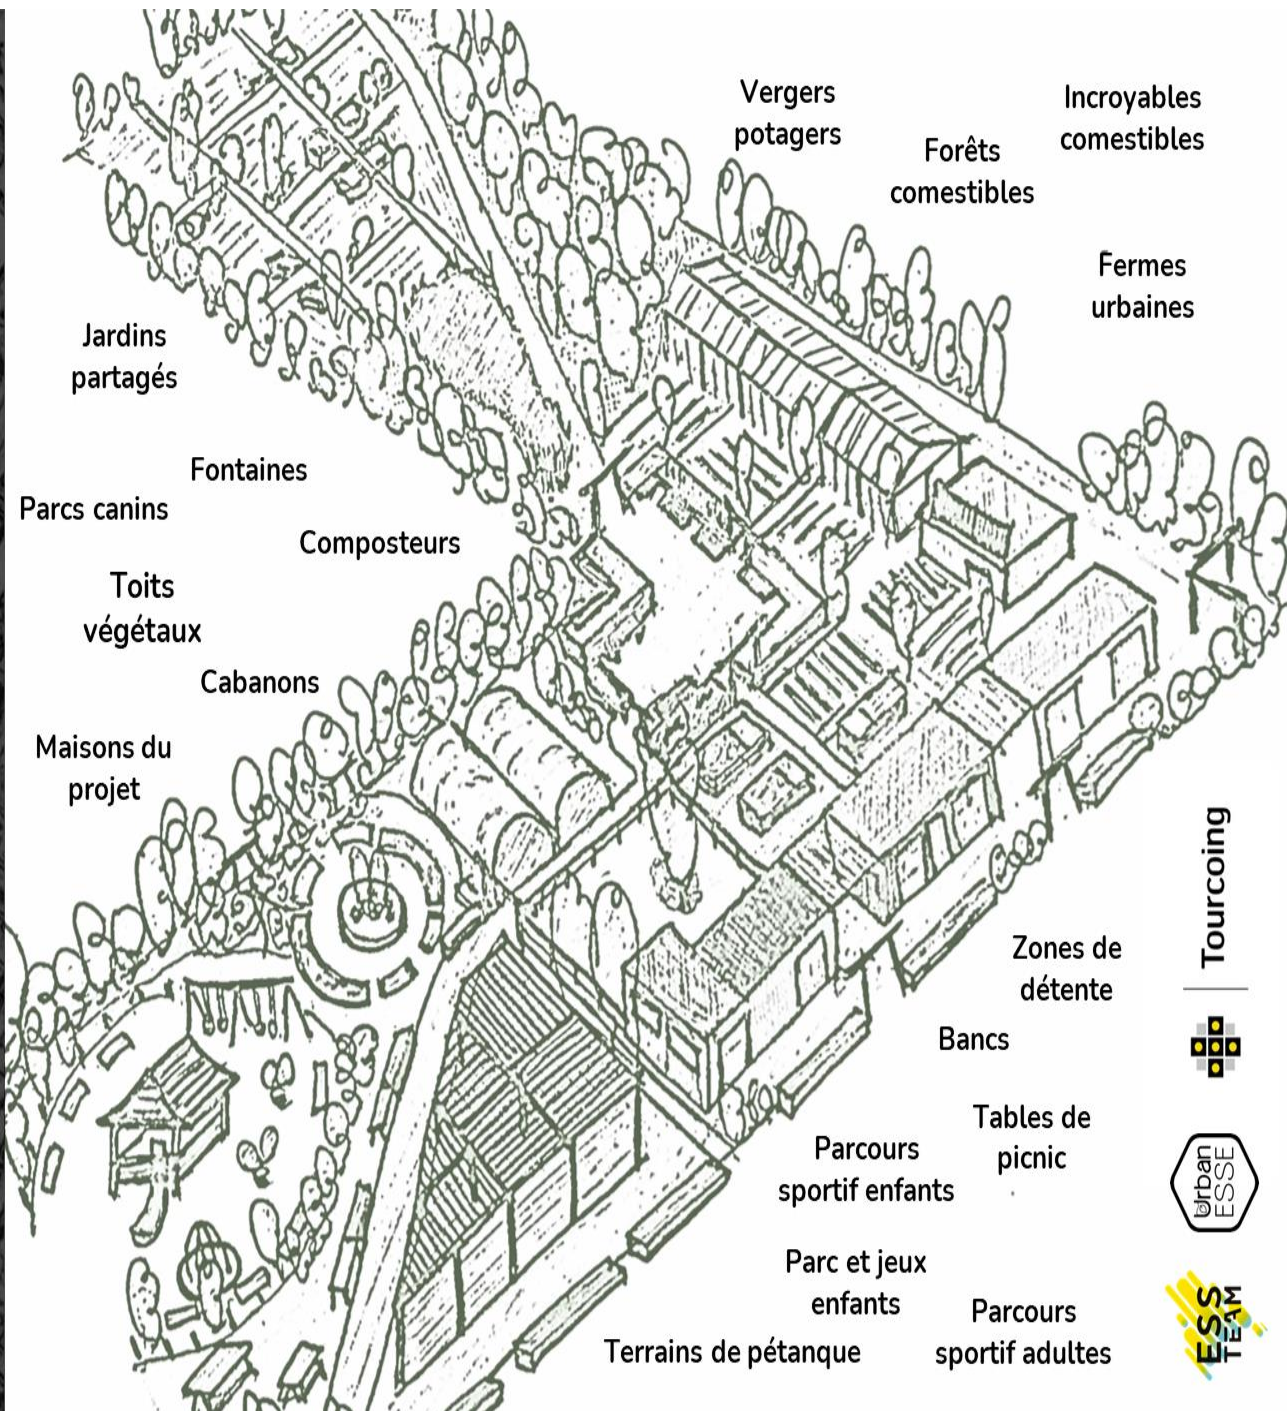 Vergers
potagers
Incroyables
comestibles
Forêts
comestibles
Fermes
urbaines
Jardins
partagés
Fontaines
Parcs canins
Composteurs
Toits
végétaux
Cabanons
Maisons du
projet
Zones de
détente
Bancs
Tables de
picnic
Parcours
sportif enfants
Parc et jeux
enfants
Parcours
sportif adultes
Terrains de pétanque
Tourcoing
Urban
ESSE
ESS
TEAM